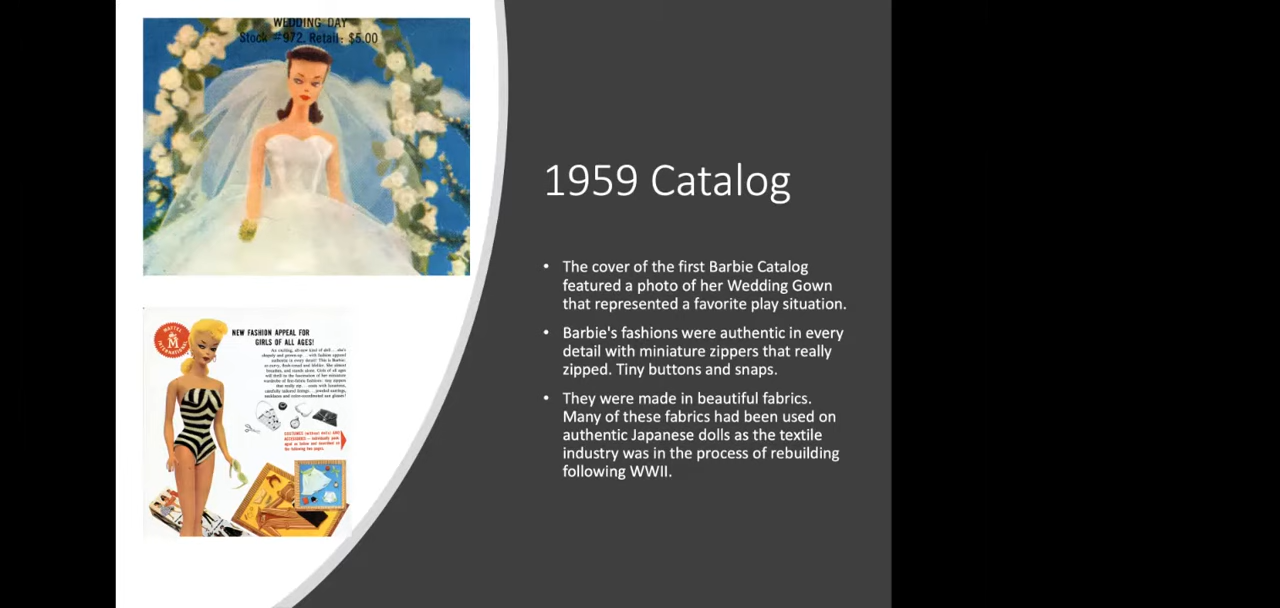 WEDDING DAY
Stock #972. Retail: $5.00
MATTEL
M
INTERNATIONAL
NEW FASHION APPEAL FOR
GIRLS OF ALL AGES!
1959 Catalog
• The cover of the first Barbie Catalog
featured a photo of her Wedding Gown
that represented a favorite play situation.
• Barbie's fashions were authentic in every
detail with miniature zippers that really
zipped. Tiny buttons and snaps.
• They were made in beautiful fabrics.
Many of these fabrics had been used on
authentic Japanese dolls as the textile
industry was in the process of rebuilding
following WWII.